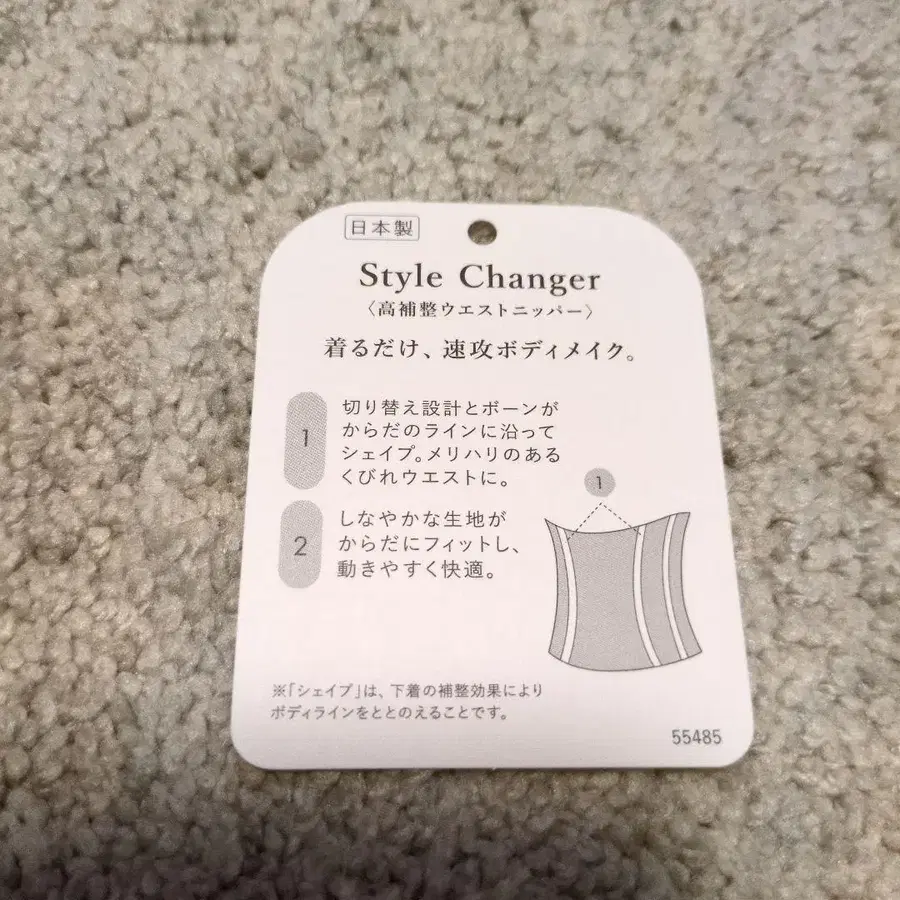 日本製
Style Changer
〈高補整ウエストニッパー〉
着るだけ、速攻ボディメイク。
1
切り替え設計とボーンが
からだのラインに沿って
シェイプ。メリハリのある
くびれウエストに。
1
2
しなやかな生地が
からだにフィットし、
動きやすく快適。
※「シェイプ」は、下着の補整効果により
ボディラインをととのえることです。
55485